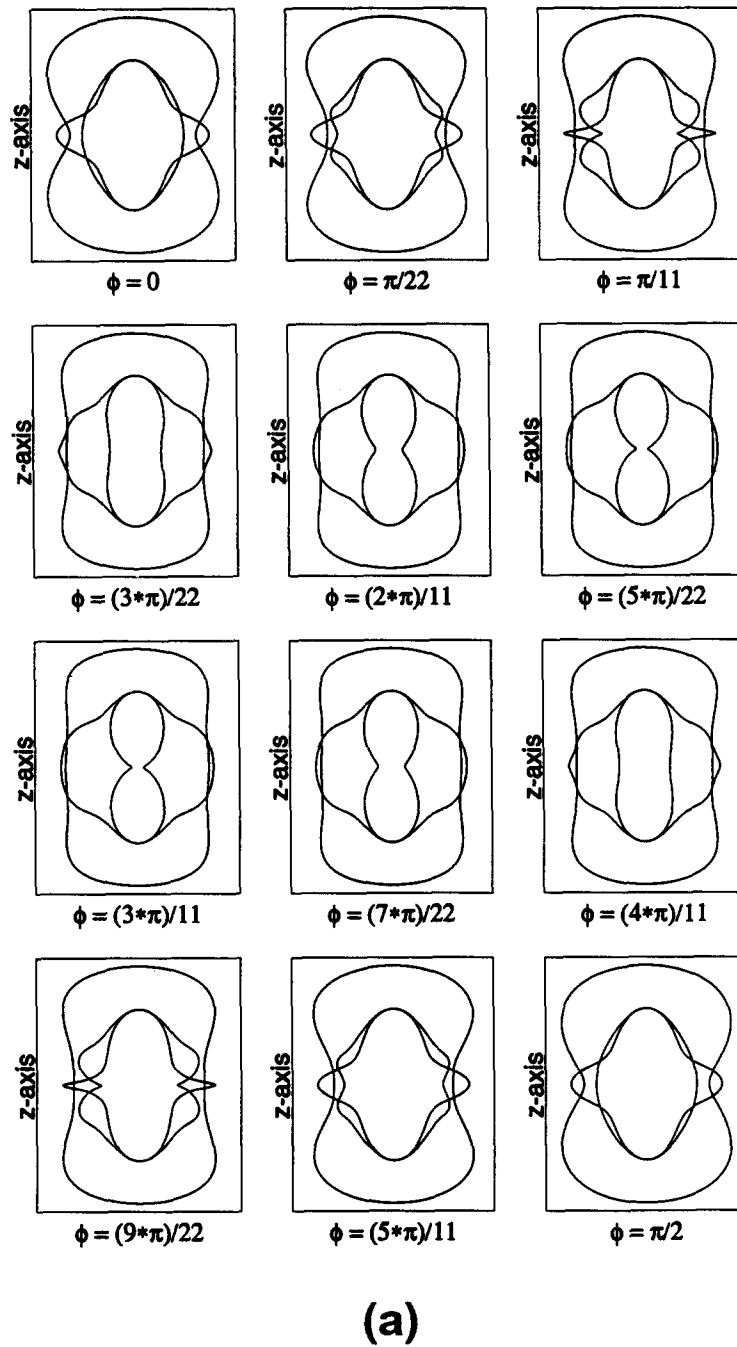 z-axis z-axis z-axis
ϕ = 0 ϕ = π/22 ϕ = π/11
z-axis z-axis z-axis
ϕ = (3*π)/22 ϕ = (2*π)/11 ϕ = (5*π)/22
z-axis z-axis z-axis
ϕ = (3*π)/11 ϕ = (7*π)/22 ϕ = (4*π)/11
z-axis z-axis z-axis
ϕ = (9*π)/22 ϕ = (5*π)/11 ϕ = π/2
(a)